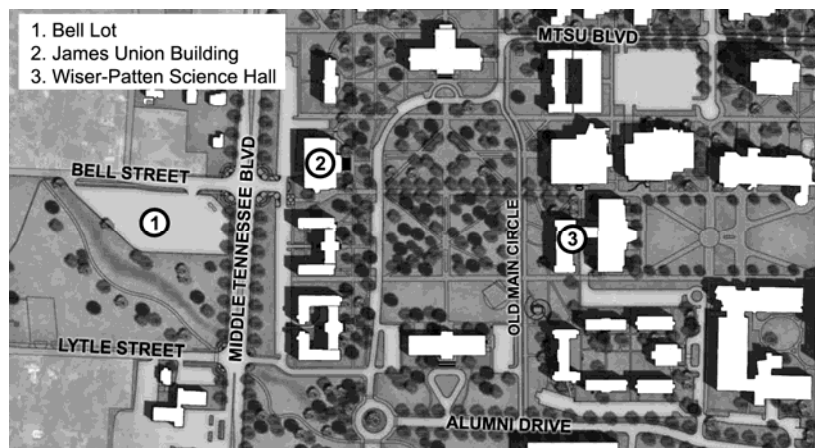 1. Bell Lot
2. James Union Building
3. Wiser-Patten Science Hall
MTSU BLVD
BELL STREET
MIDDLE TENNESSEE BLVD
OLD MAIN CIRCLE
LYTLE STREET
ALUMNI DRIVE
1
2
3